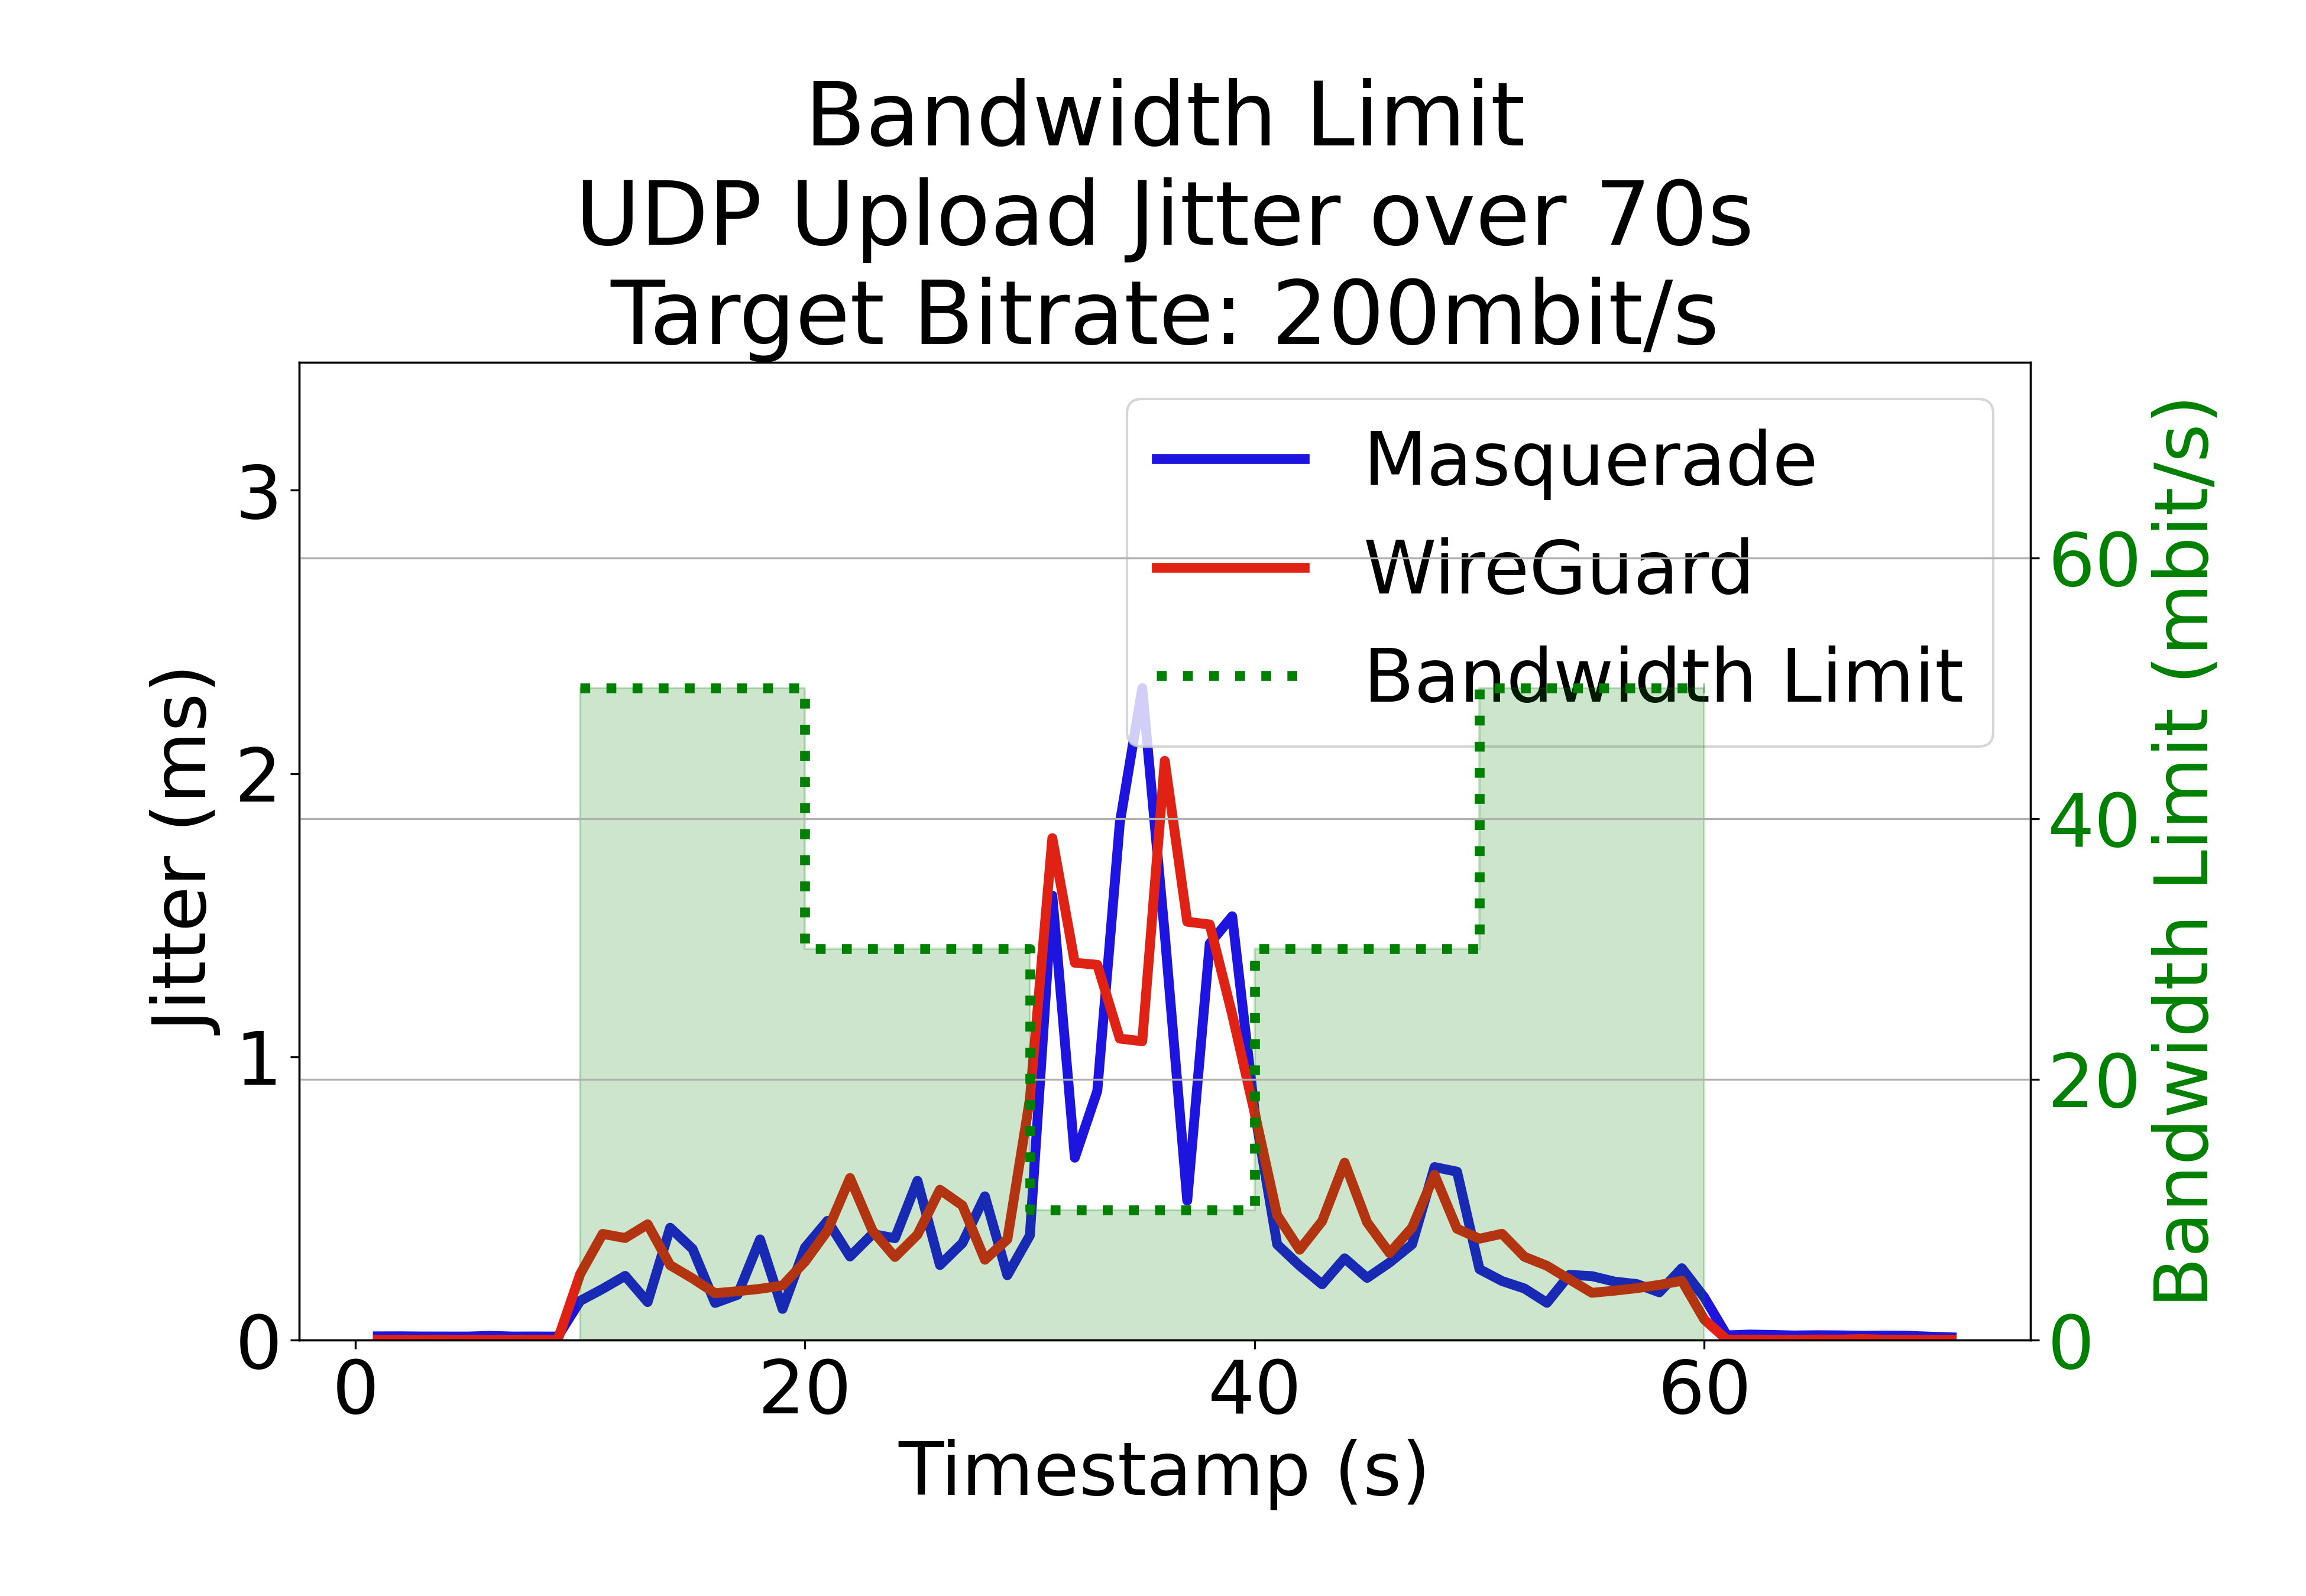 Bandwidth Limit
UDP Upload Jitter over 70s
Target Bitrate: 200mbit/s
Masquerade
WireGuard
Bandwidth Limit
Jitter (ms)
3
2
1
0
Bandwidth Limit (mbit/s)
60
40
20
0
0
20
40
60
Timestamp (s)